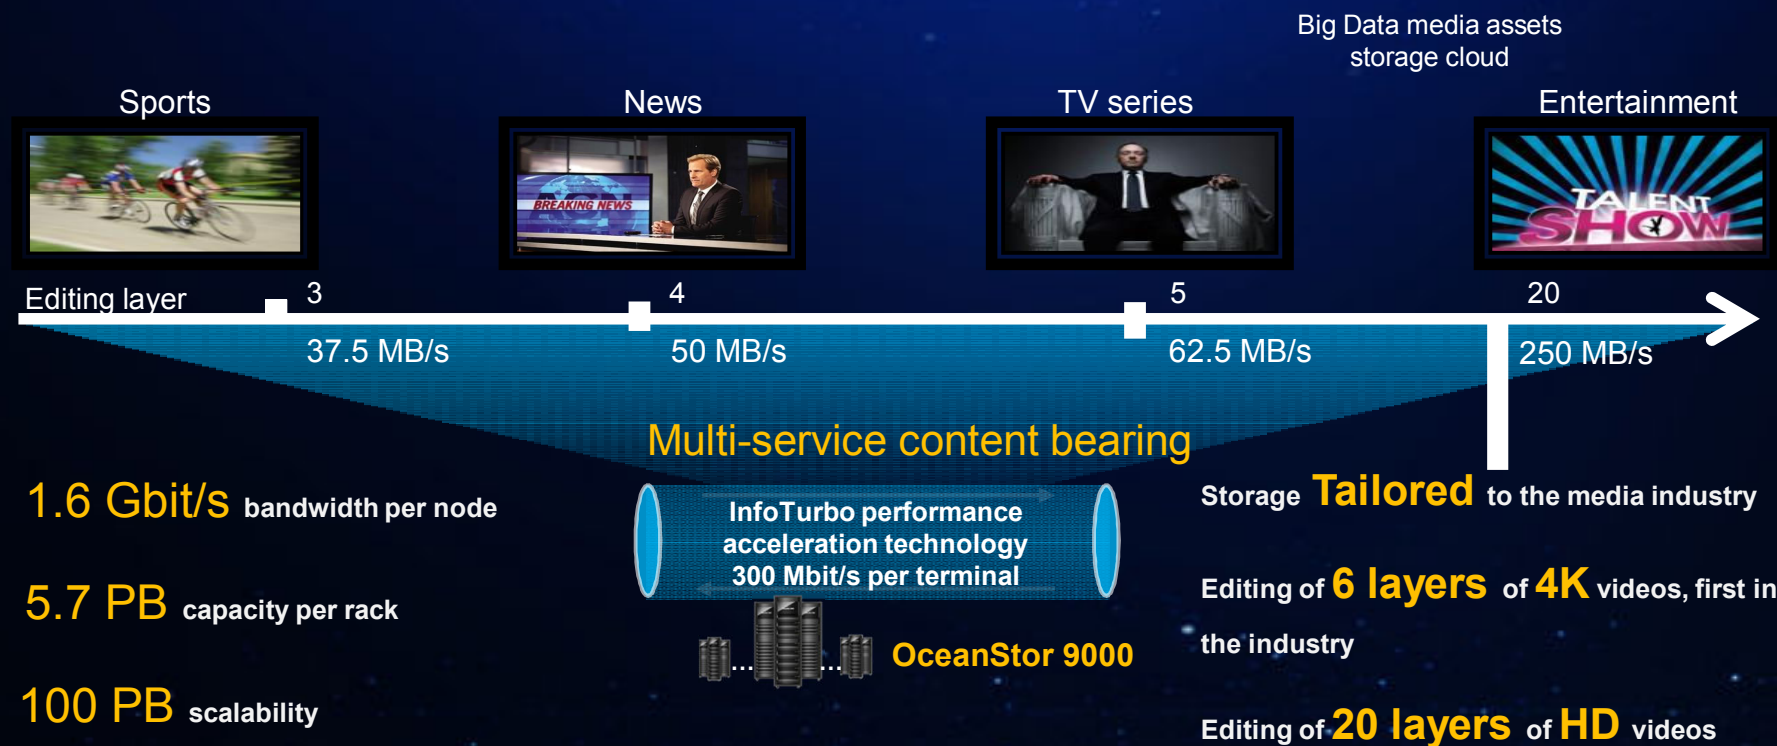 Big Data media assets
storage cloud
Sports
News
TV series
Entertainment
BREAKING NEWS
TALENT
SHOW
Editing layer
3
4
5
20
37.5 MB/s
50 MB/s
62.5 MB/s
250 MB/s
Multi-service content bearing
1.6 Gbit/s bandwidth per node
5.7 PB capacity per rack
100 PB scalability
InfoTurbo performance
acceleration technology
300 Mbit/s per terminal
...
...
OceanStor 9000
Storage Tailored to the media industry
Editing of 6 layers of 4K videos, first in
the industry
Editing of 20 layers of HD videos